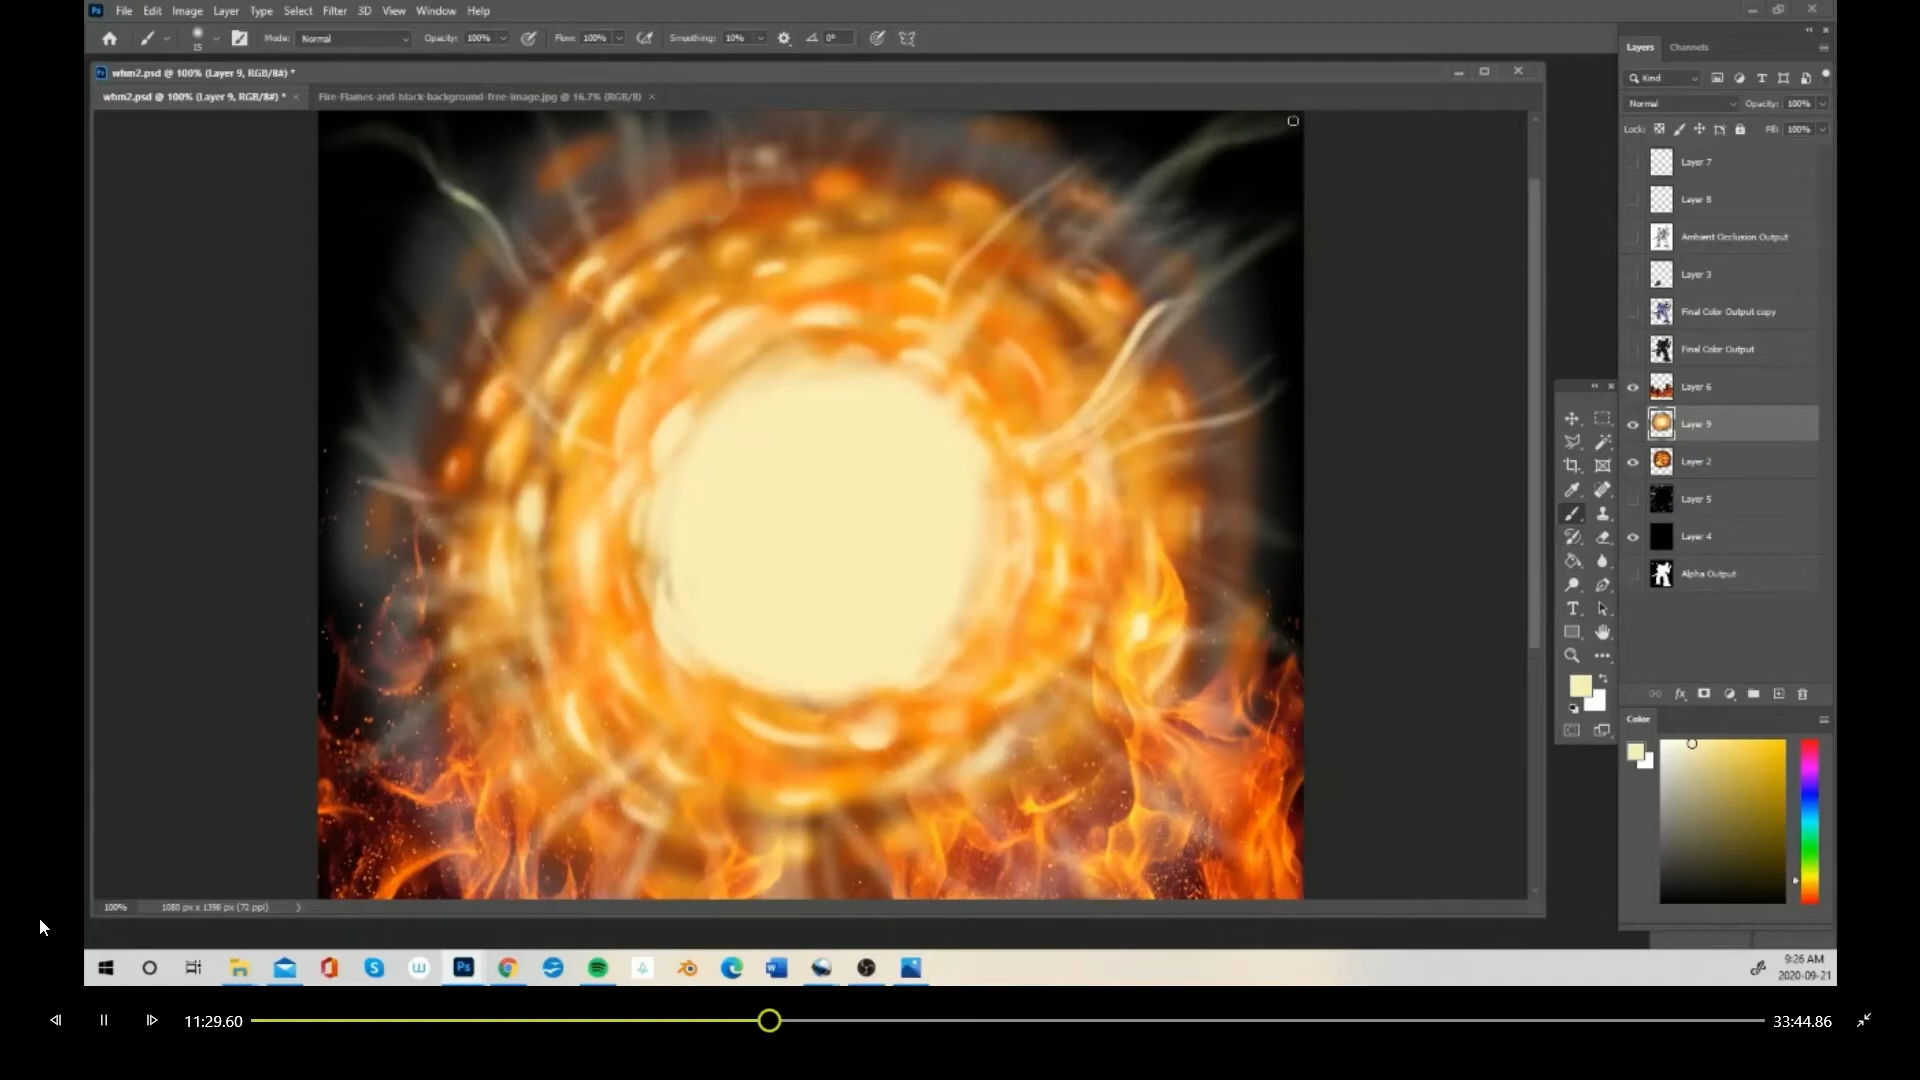 Ps File Edit Image Layer Type Select Filter 3D View Window Help
15 Mode: Normal Opacity: 100% Flow: 100% Smoothing: 10% 0°
Layers Channels
whm2.psd @ 100% (Layer 9, RGB/8#) *
Kind
whm2.psd @ 100% (Layer 9, RGB/8#) * × Fire-Flames-and-black-background-free-image.jpg @ 16.7% (RGB/8) ×
Normal Opacity: 100%
Lock: Fill: 100%
Layer 7
Layer 8
Ambient Occlusion Output
Layer 3
Final Color Output copy
Final Color Output
Layer 6
Layer 9
Layer 2
Layer 5
Layer 4
Alpha Output
fx
Color
100% 1080 px x 1398 px (72 ppi)
Ps
9:26 AM
2020-09-21
11:29.60 33:44.86